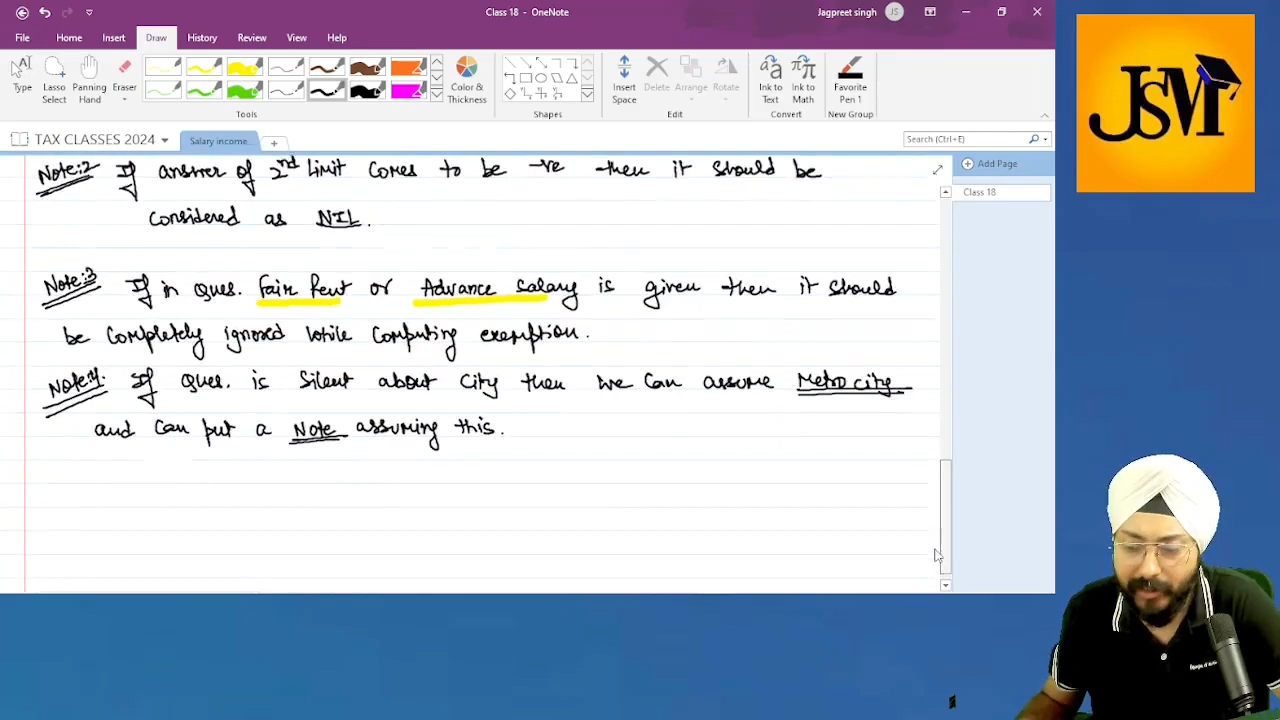 Class 18 - OneNote
Jagpreet singh JS
File Home Insert Draw History Review View Help
Type
Lasso Select
Panning Hand
Eraser
Color & Thickness
Insert Space
Delete
Arrange
Rotate
Ink to Text
Ink to Math
Favorite Pen 1
Tools
Shapes
Edit
Convert
New Group
TAX CLASSES 2024
Salary income
Search (Ctrl+E)
Add Page
Class 18
Note:2 If answer of 2nd limit Comes to be -ve then it should be
Considered as NIL.
Note:3 If in Ques. Fair Rent or Advance Salary is given then it should
be Completely ignored while Computing exemption.
Note:4. If Ques. is Silent about City then We Can assume Metro city
and Can put a Note assuming this.
JSM